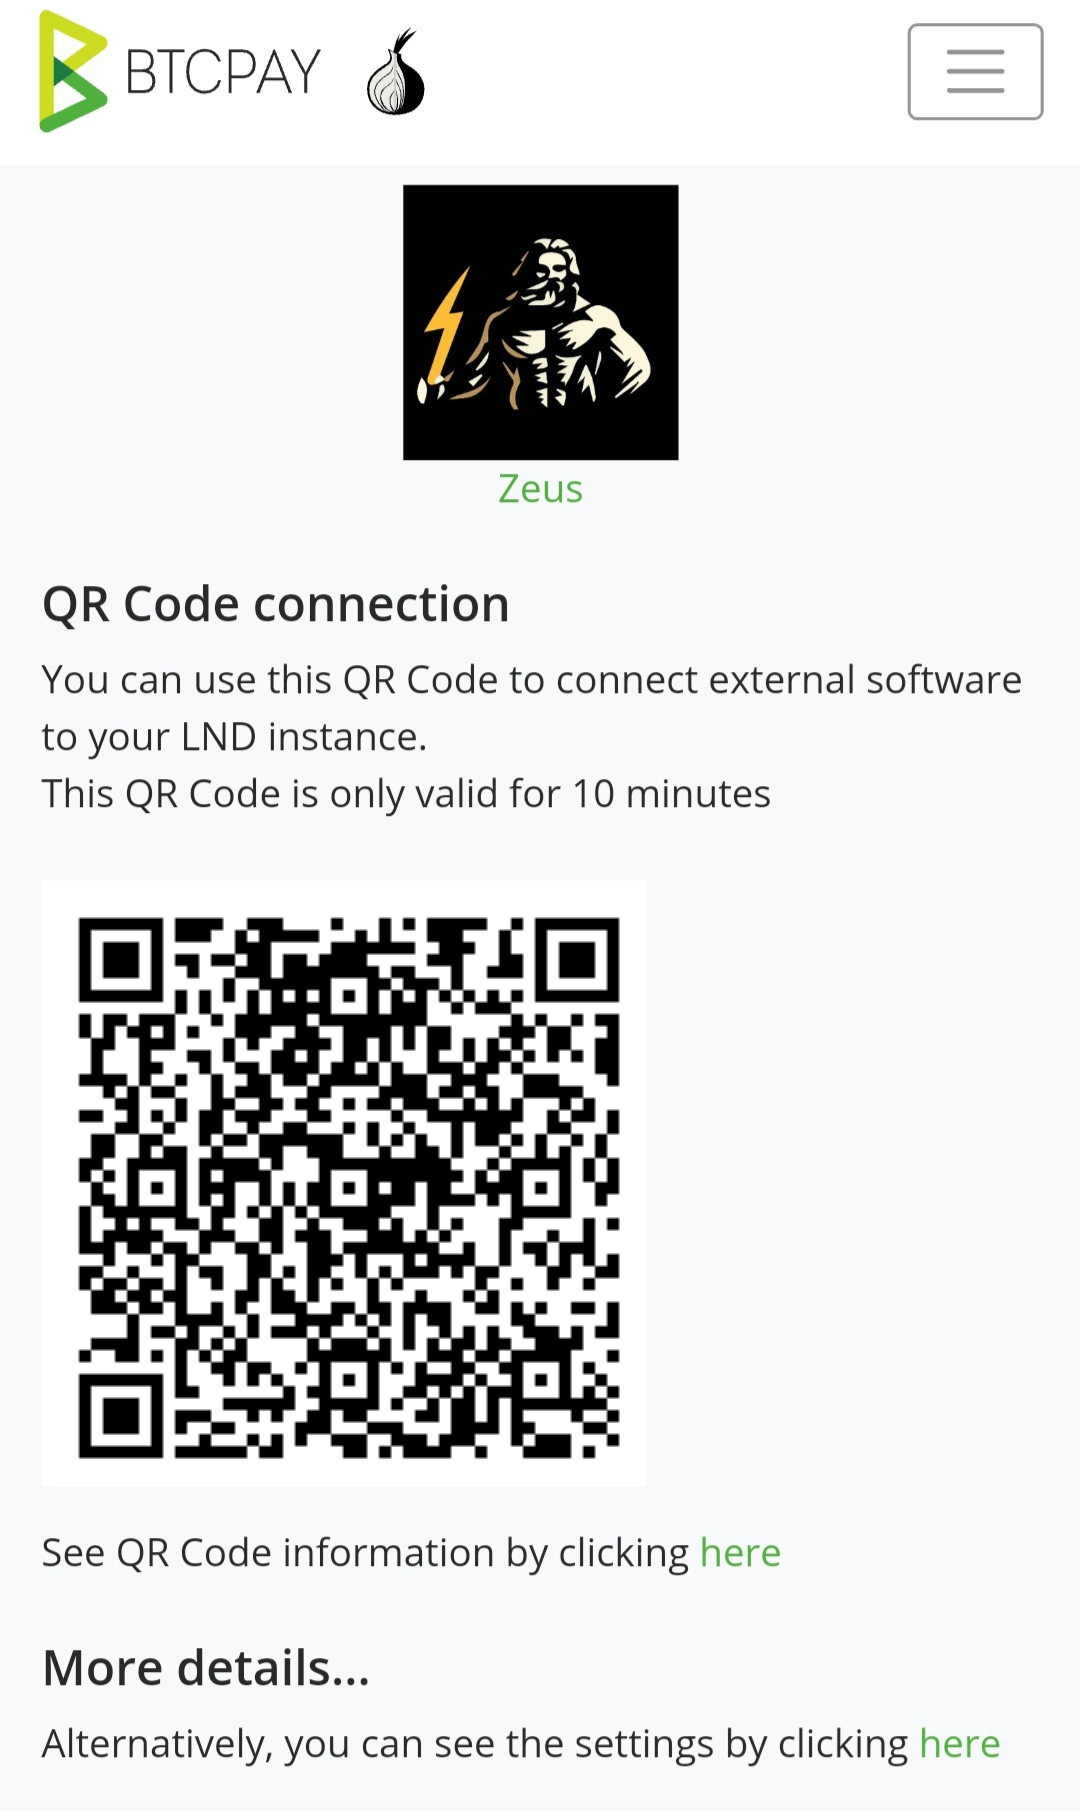 BTCPAY
Zeus
QR Code connection
You can use this QR Code to connect external software
to your LND instance.
This QR Code is only valid for 10 minutes
See QR Code information by clicking here
More details...
Alternatively, you can see the settings by clicking here